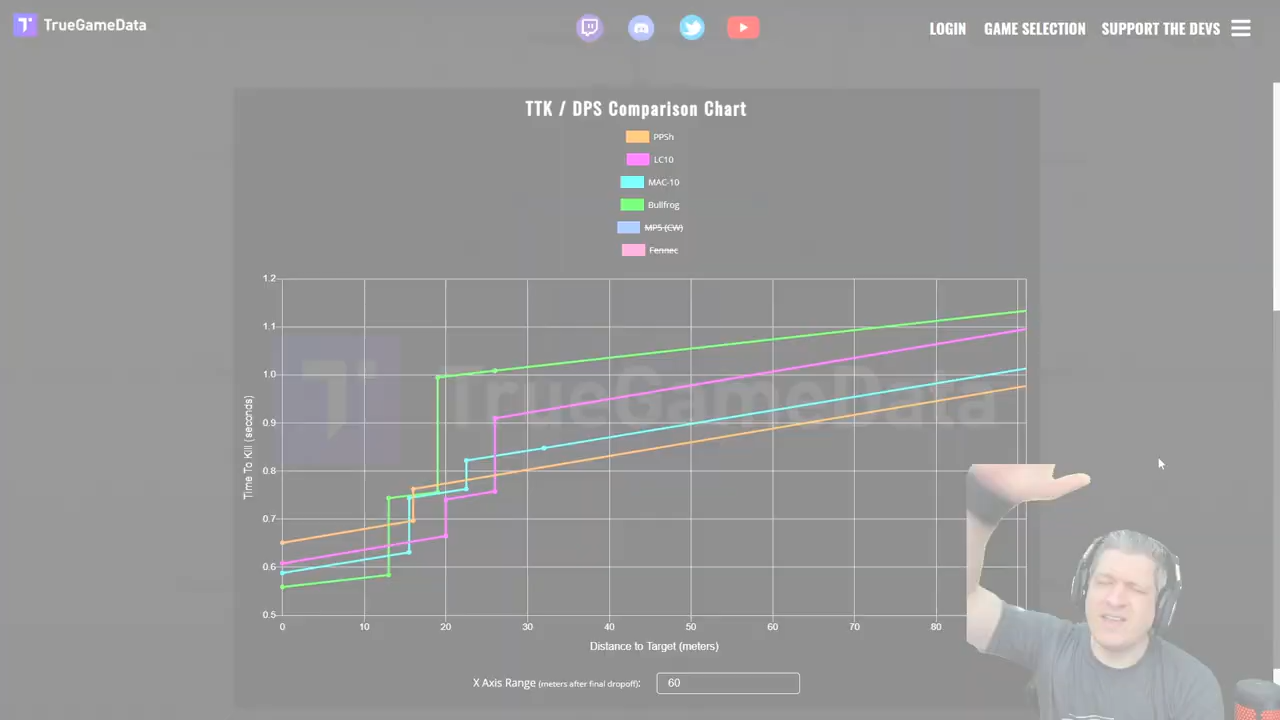 TrueGameData
LOGIN
GAME SELECTION
SUPPORT THE DEVS
TTK / DPS Comparison Chart
PPSh
LC10
MAC-10
Bullfrog
MP5 (CW)
Fennec
1.2
1.1
1.0
0.9
0.8
0.7
0.6
0.5
Time To Kill (seconds)
TrueGameData
0 10 20 30 40 50 60 70 80
Distance to Target (meters)
X Axis Range (meters after final dropoff): 60